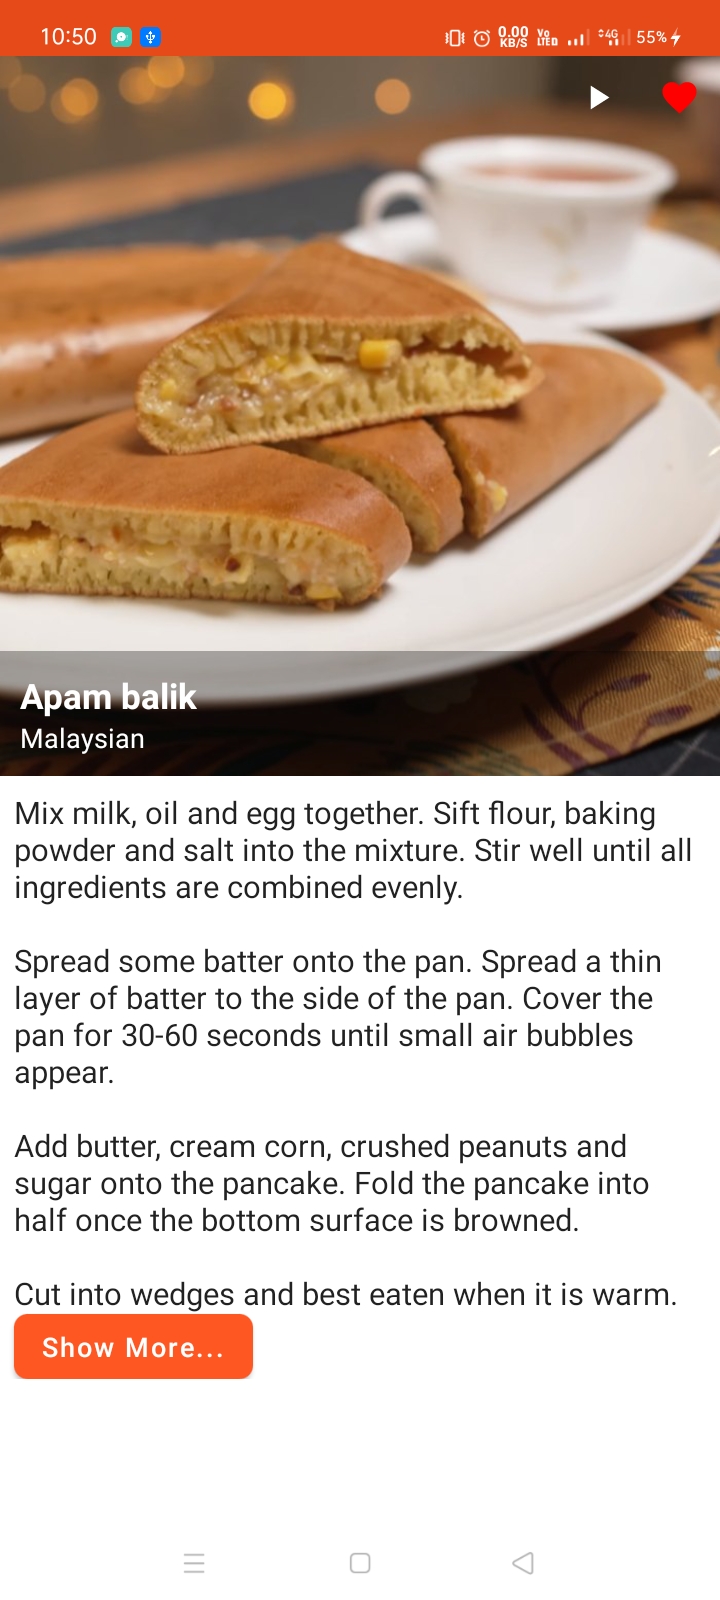 10:50 0.00 KB/S Vo LTE 4G 55%
Apam balik
Malaysian
Mix milk, oil and egg together. Sift flour, baking
powder and salt into the mixture. Stir well until all
ingredients are combined evenly.
Spread some batter onto the pan. Spread a thin
layer of batter to the side of the pan. Cover the
pan for 30-60 seconds until small air bubbles
appear.
Add butter, cream corn, crushed peanuts and
sugar onto the pancake. Fold the pancake into
half once the bottom surface is browned.
Cut into wedges and best eaten when it is warm.
Show More...